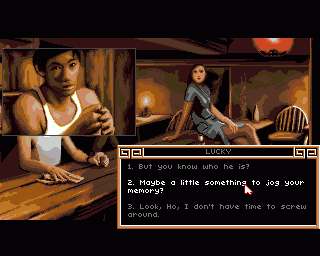 LUCKY
1. But you know who he is?
2. Maybe a little something to jog your
memory?
3. Look, Ho, I don't have time to screw
around.